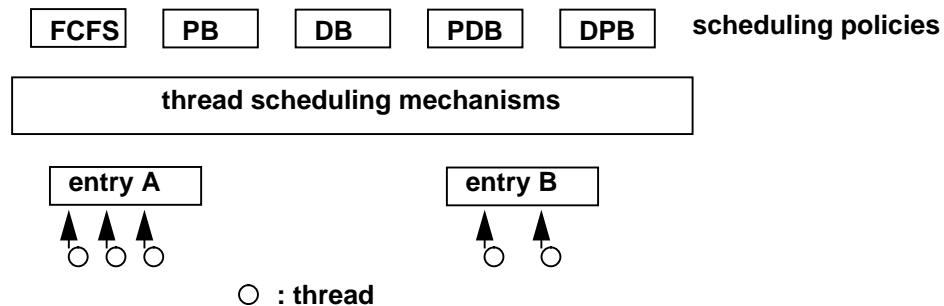 FCFS PB DB PDB DPB scheduling policies
thread scheduling mechanisms
entry A entry B
: thread